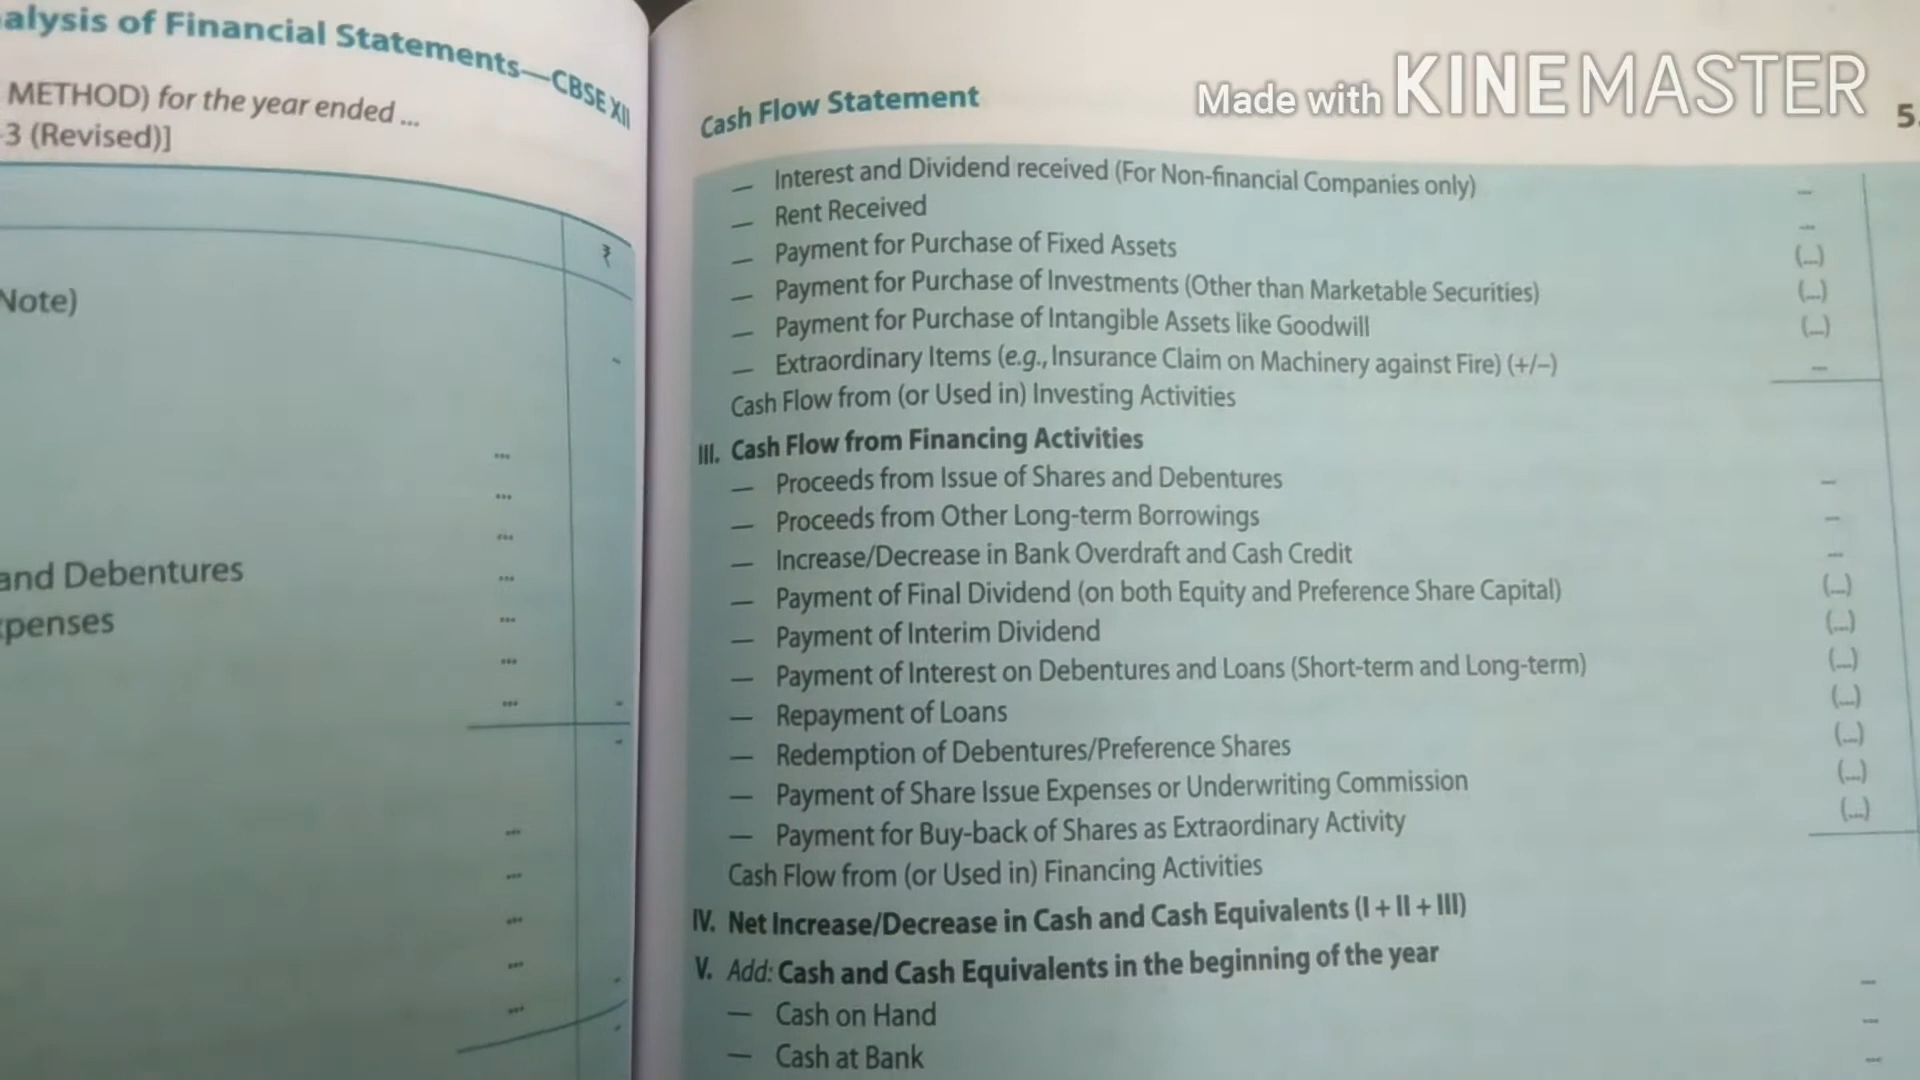 alysis of Financial Statements—CBSE XII
METHOD) for the year ended ...
3 (Revised)]
₹
Note)
and Debentures
penses
Made with KINEMASTER
Cash Flow Statement
5.
— Interest and Dividend received (For Non-financial Companies only) ...
— Rent Received ...
— Payment for Purchase of Fixed Assets (...)
— Payment for Purchase of Investments (Other than Marketable Securities) (...)
— Payment for Purchase of Intangible Assets like Goodwill (...)
— Extraordinary Items (e.g., Insurance Claim on Machinery against Fire) (+/–) ...
Cash Flow from (or Used in) Investing Activities
III. Cash Flow from Financing Activities
— Proceeds from Issue of Shares and Debentures ...
— Proceeds from Other Long-term Borrowings ...
— Increase/Decrease in Bank Overdraft and Cash Credit ...
— Payment of Final Dividend (on both Equity and Preference Share Capital) (...)
— Payment of Interim Dividend (...)
— Payment of Interest on Debentures and Loans (Short-term and Long-term) (...)
— Repayment of Loans (...)
— Redemption of Debentures/Preference Shares (...)
— Payment of Share Issue Expenses or Underwriting Commission (...)
— Payment for Buy-back of Shares as Extraordinary Activity (...)
Cash Flow from (or Used in) Financing Activities
IV. Net Increase/Decrease in Cash and Cash Equivalents (I + II + III)
V. Add: Cash and Cash Equivalents in the beginning of the year
— Cash on Hand ...
— Cash at Bank ...